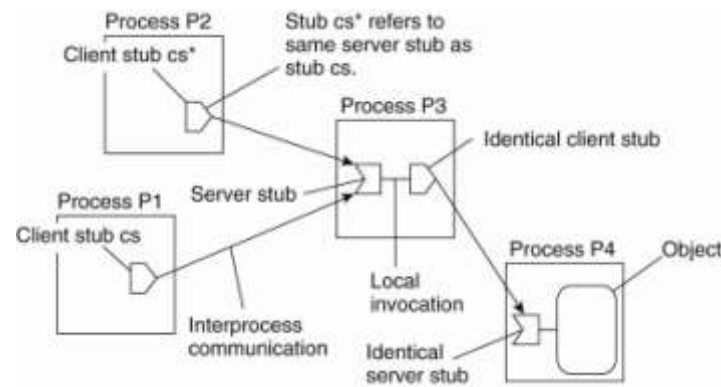 Process P2
Client stub cs*
Stub cs* refers to
same server stub as
stub cs.
Process P3
Identical client stub
Server stub
Process P1
Client stub cs
Interprocess
communication
Local
invocation
Process P4
Object
Identical
server stub